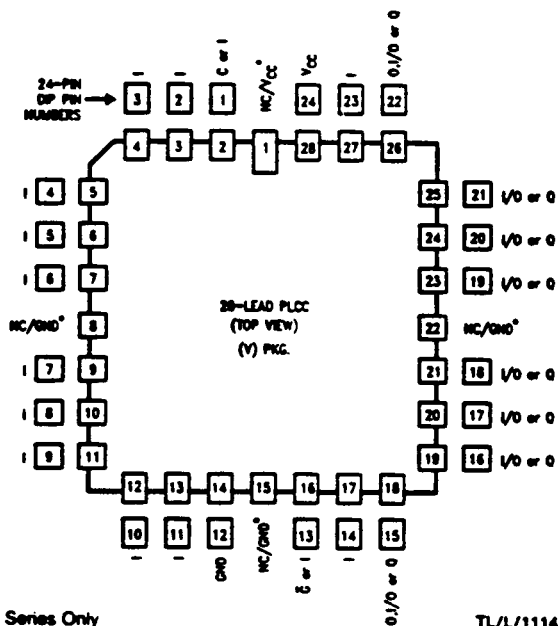 C or I
NC/VCC*
VCC
I
O,I/O or Q
I
I
24-PIN
DIP PIN
NUMBERS
3 2 1 24 23 22
4 3 2 1 28 27 26
I 4 5 25 21 I/O or Q
I 5 6 24 20 I/O or Q
I 6 7 23 19 I/O or Q
NC/GND* 8 22 NC/GND*
28-LEAD PLCC
(TOP VIEW)
(V) PKG.
I 7 9 21 18 I/O or Q
I 8 10 20 17 I/O or Q
I 9 11 19 16 I/O or Q
12 13 14 15 16 17 18
10 11 12 13 14 15
I
I
GND
NC/GND*
I
O,I/O or Q
Series Only
TL/L/1114